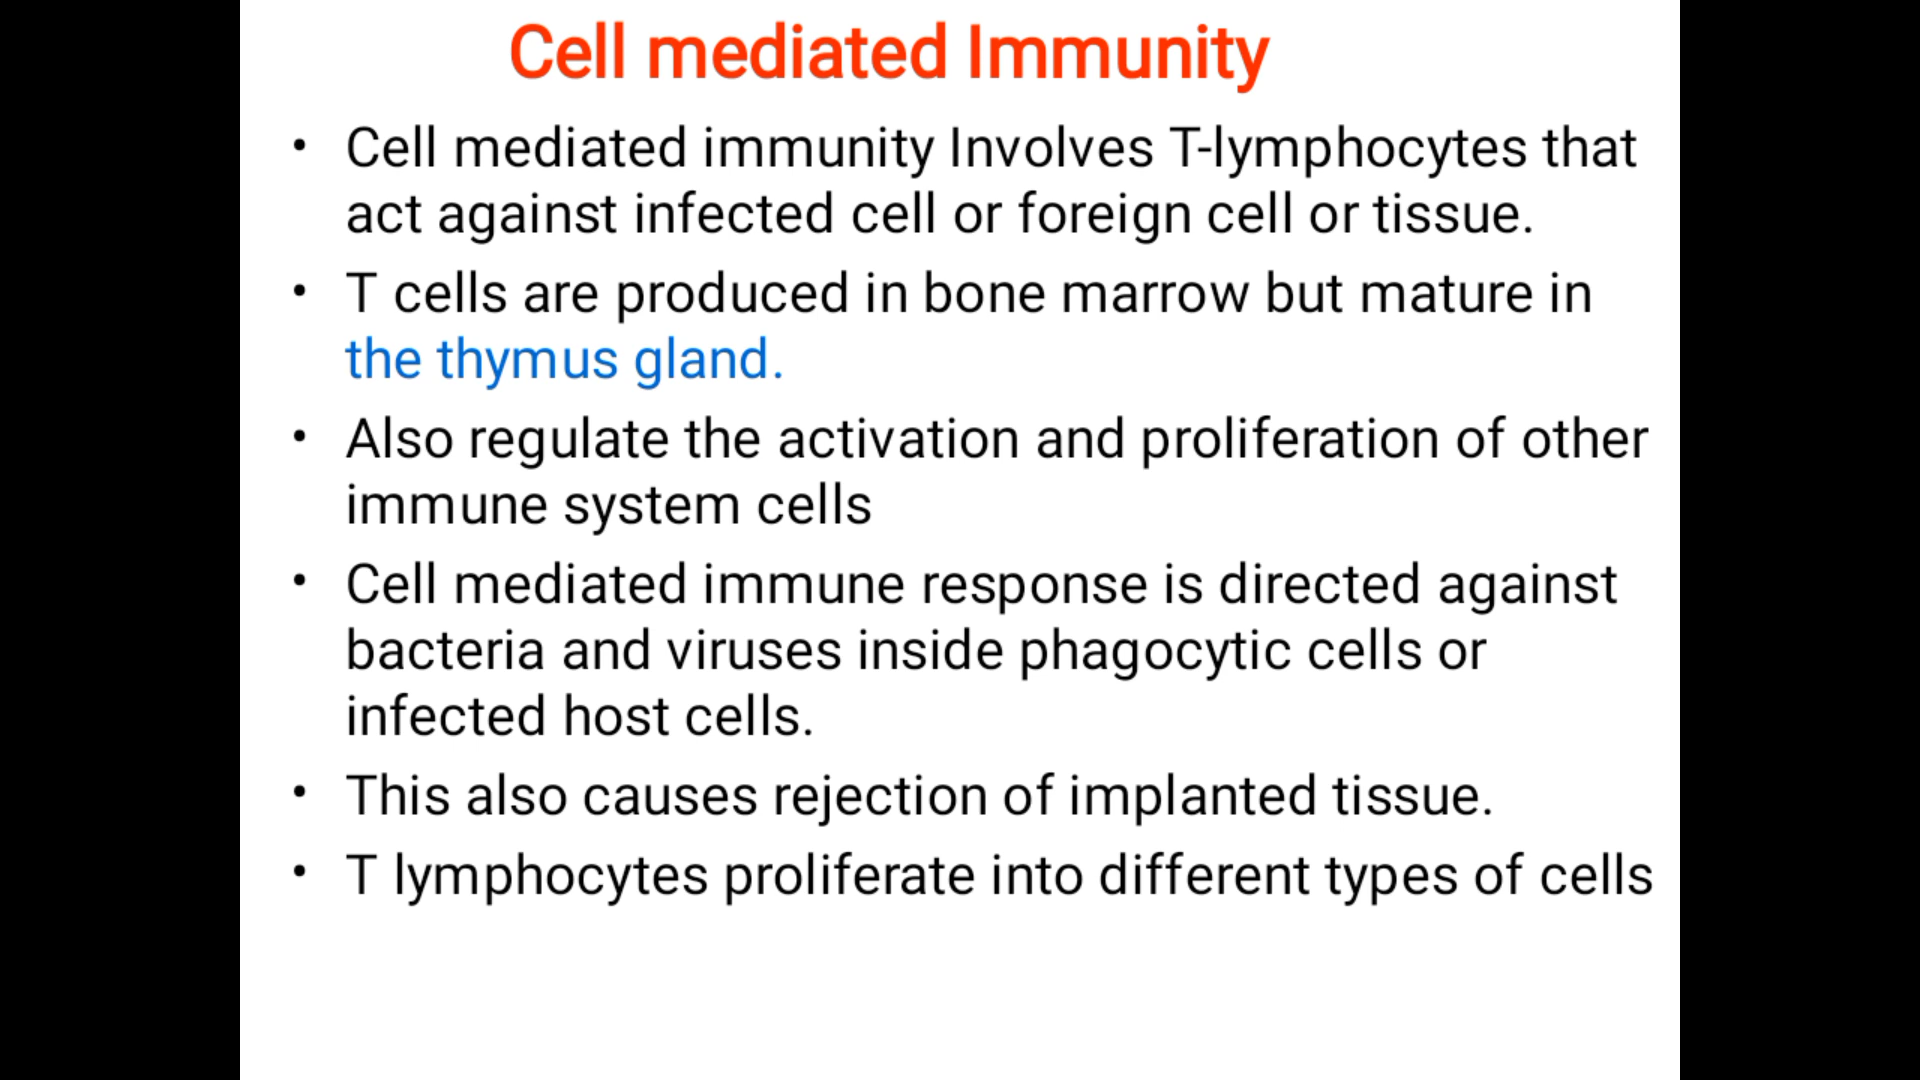 Cell mediated Immunity
• Cell mediated immunity Involves T-lymphocytes that
act against infected cell or foreign cell or tissue.
• T cells are produced in bone marrow but mature in
the thymus gland.
• Also regulate the activation and proliferation of other
immune system cells
• Cell mediated immune response is directed against
bacteria and viruses inside phagocytic cells or
infected host cells.
• This also causes rejection of implanted tissue.
• T lymphocytes proliferate into different types of cells